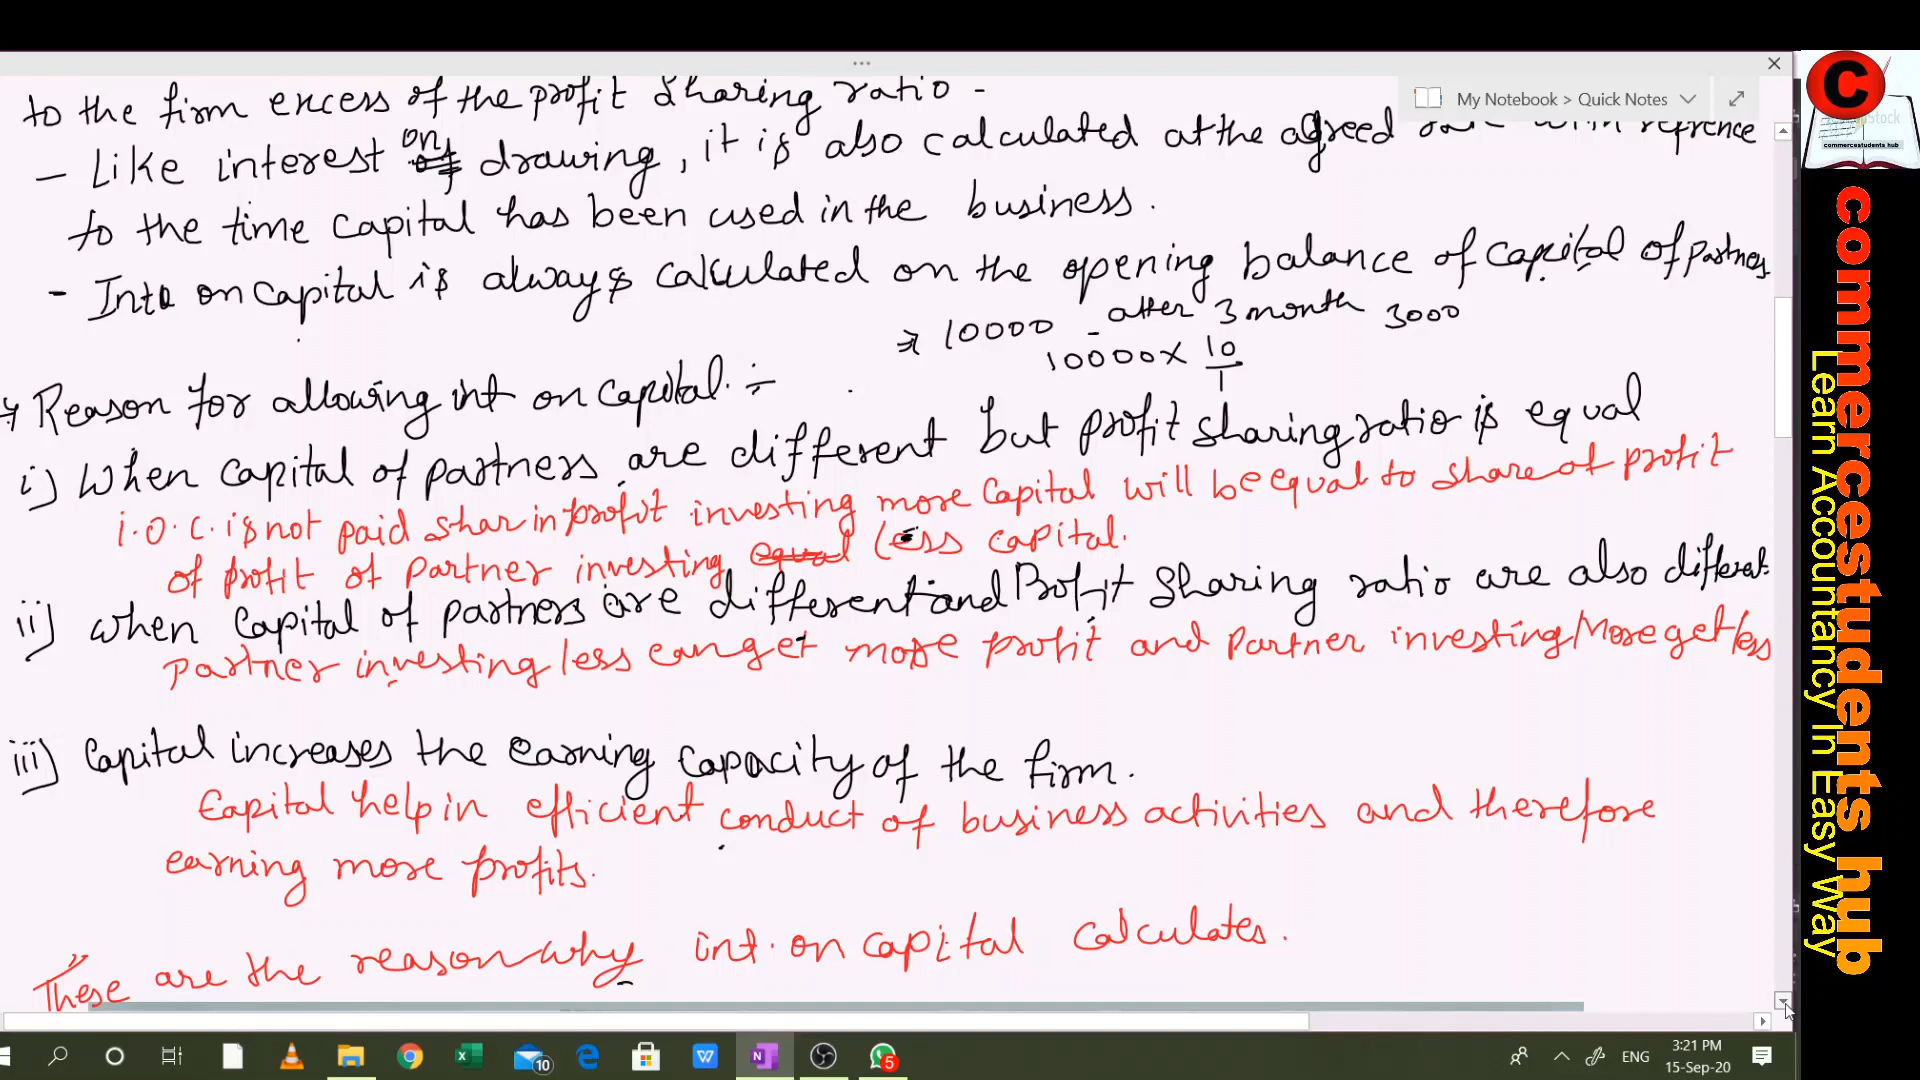 to the firm excess of the profit sharing ratio -
My Notebook > Quick Notes
- Like interest on drawing, it is also calculated at the agreed rate with refrence
to the time capital has been used in the business.
- Int on capital is always calculated on the opening balance of capital of partners
→ 10000 - after 3 month 3000
10000 x 10
1
Reason for allowing int on capital :-
i) When capital of partners are different but profit sharing ratio is equal
i.o.c. is not paid shar in profit investing more capital will be equal to share of profit
of profit of partner investing equal less capital.
ii) when capital of partners are different and Profit sharing ratio are also different.
partner investing less can get more profit and partner investing more get less
iii) Capital increases the earning capacity of the firm.
Capital help in efficient conduct of business activities and therefore
earning more profits.
These are the reason why int. on capital calculates.
C
commercestudents hub
commercestudents hub
Learn Accountancy In Easy Way
10
5
ENG
3:21 PM
15-Sep-20